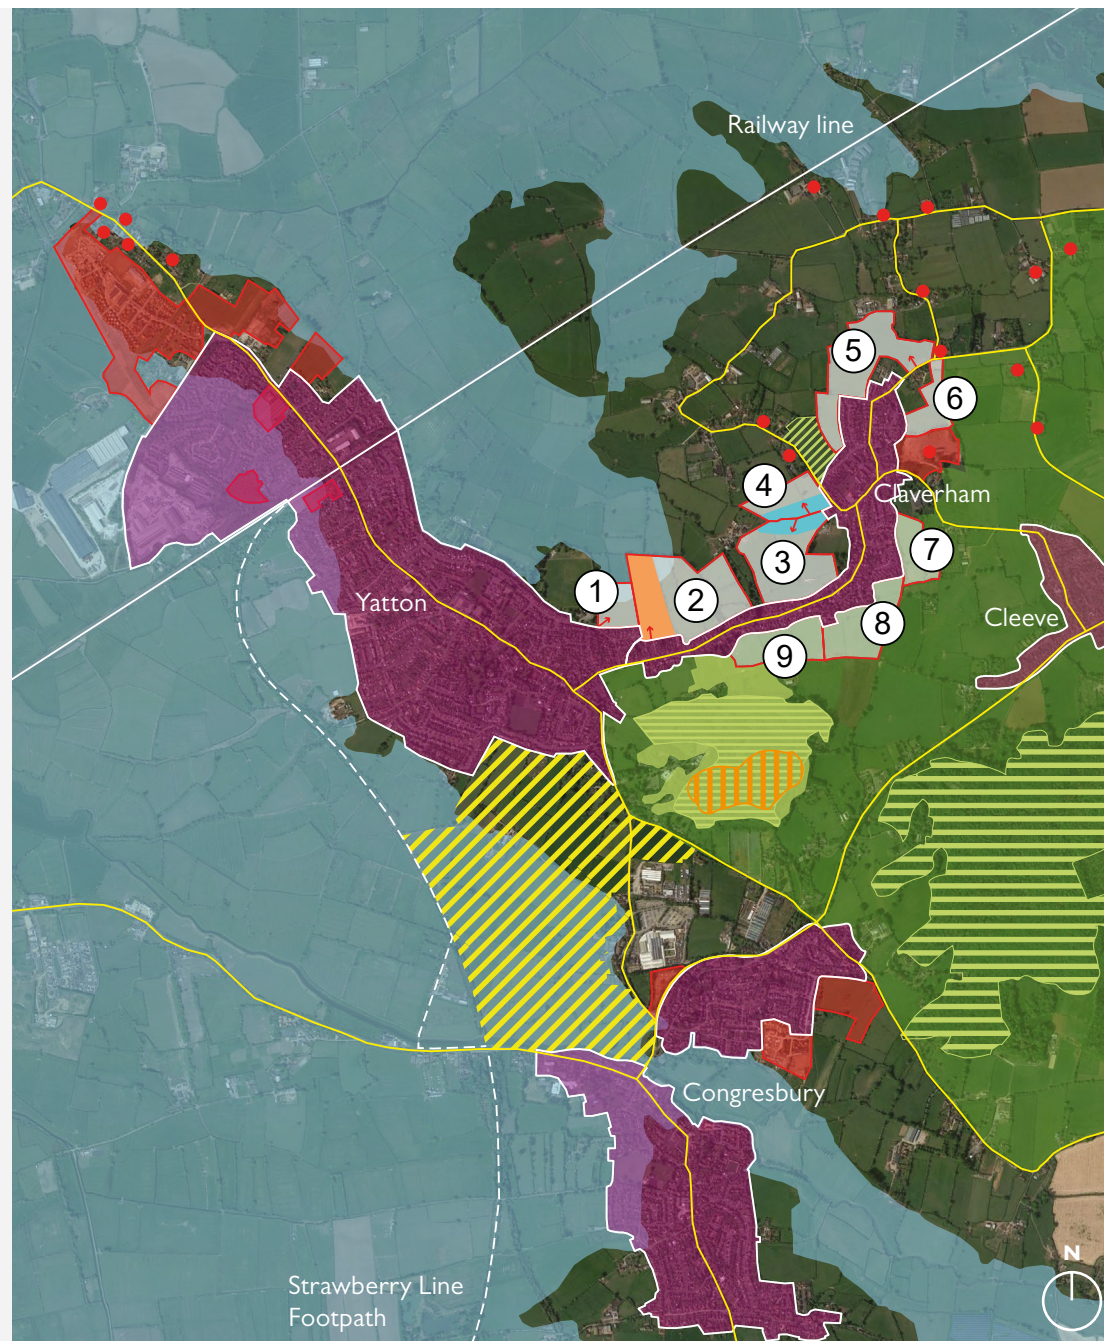 Railway line
5
6
4
Claverham
3
7
1
2
Yatton
8
Cleeve
9
Congresbury
N
Strawberry Line
Footpath